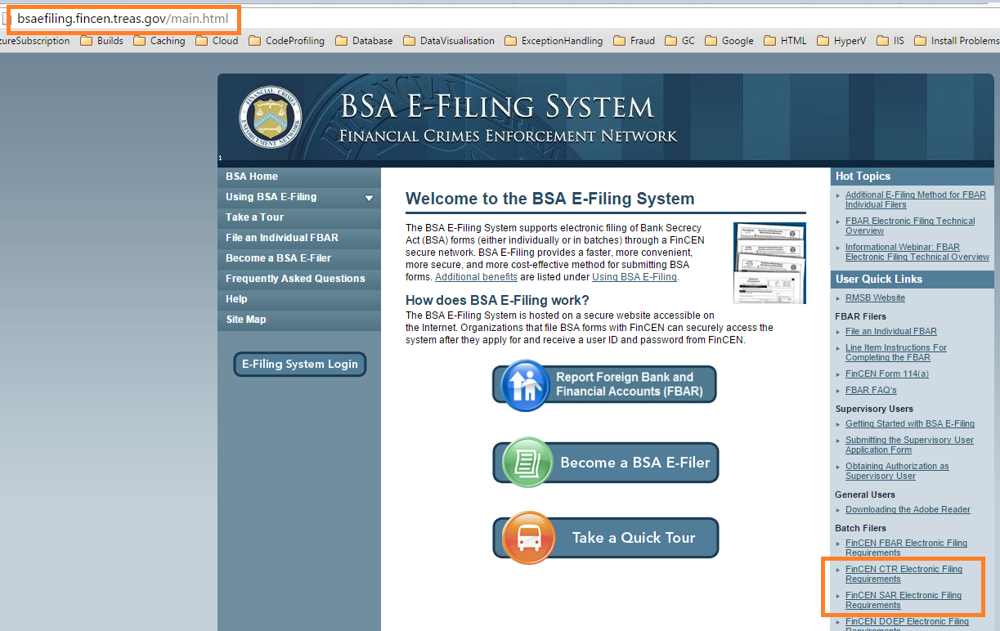 bsaefiling.fincen.treas.gov/main.html
zureSubscription Builds Caching Cloud CodeProfiling Database DataVisualisation ExceptionHandling Fraud GC Google HTML HyperV IIS Install Problems
BSA E-Filing System
Financial Crimes Enforcement Network
1
BSA Home
Using BSA E-Filing
Take a Tour
File an Individual FBAR
Become a BSA E-Filer
Frequently Asked Questions
Help
Site Map
E-Filing System Login
Welcome to the BSA E-Filing System
The BSA E-Filing System supports electronic filing of Bank Secrecy
Act (BSA) forms (either individually or in batches) through a FinCEN
secure network. BSA E-Filing provides a faster, more convenient,
more secure, and more cost-effective method for submitting BSA
forms. Additional benefits are listed under Using BSA E-Filing.
How does BSA E-Filing work?
The BSA E-Filing System is hosted on a secure website accessible on
the Internet. Organizations that file BSA forms with FinCEN can securely access the
system after they apply for and receive a user ID and password from FinCEN.
Report Foreign Bank and
Financial Accounts (FBAR)
Become a BSA E-Filer
Take a Quick Tour
Hot Topics
Additional E-Filing Method for FBAR
Individual Filers
FBAR Electronic Filing Technical
Overview
Informational Webinar: FBAR
Electronic Filing Technical Overview
User Quick Links
RMSB Website
FBAR Filers
File an Individual FBAR
Line Item Instructions For
Completing the FBAR
FinCEN Form 114(a)
FBAR FAQ's
Supervisory Users
Getting Started with BSA E-Filing
Submitting the Supervisory User
Application Form
Obtaining Authorization as
Supervisory User
General Users
Downloading the Adobe Reader
Batch Filers
FinCEN FBAR Electronic Filing
Requirements
FinCEN CTR Electronic Filing
Requirements
FinCEN SAR Electronic Filing
Requirements
FinCEN DOEP Electronic Filing
Requirements